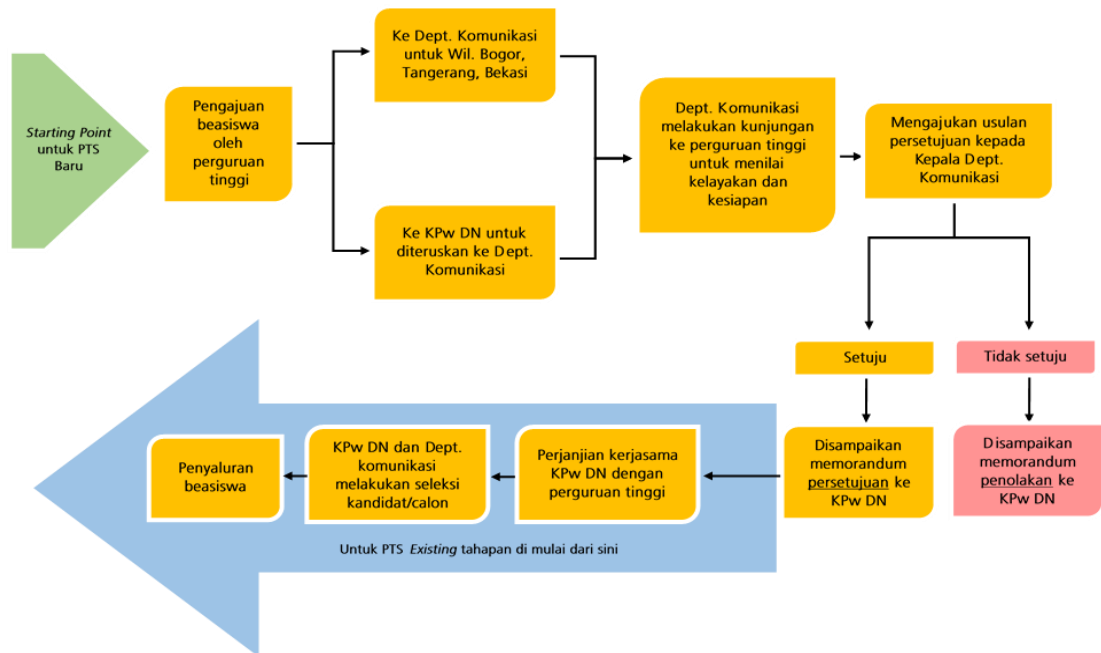 Starting Point
untuk PTS
Baru
Pengajuan
beasiswa
oleh
perguruan
tinggi
Ke Dept. Komunikasi
untuk Wil. Bogor,
Tangerang, Bekasi
Ke KPw DN untuk
diteruskan ke Dept.
Komunikasi
Dept. Komunikasi
melakukan kunjungan
ke perguruan tinggi
untuk menilai
kelayakan dan
kesiapan
Mengajukan usulan
persetujuan kepada
Kepala Dept.
Komunikasi
Setuju
Tidak setuju
Disampaikan
memorandum
persetujuan ke
KPw DN
Disampaikan
memorandum
penolakan ke
KPw DN
Perjanjian kerjasama
KPw DN dengan
perguruan tinggi
KPw DN dan Dept.
komunikasi
melakukan seleksi
kandidat/calon
Penyaluran
beasiswa
Untuk PTS Existing tahapan di mulai dari sini